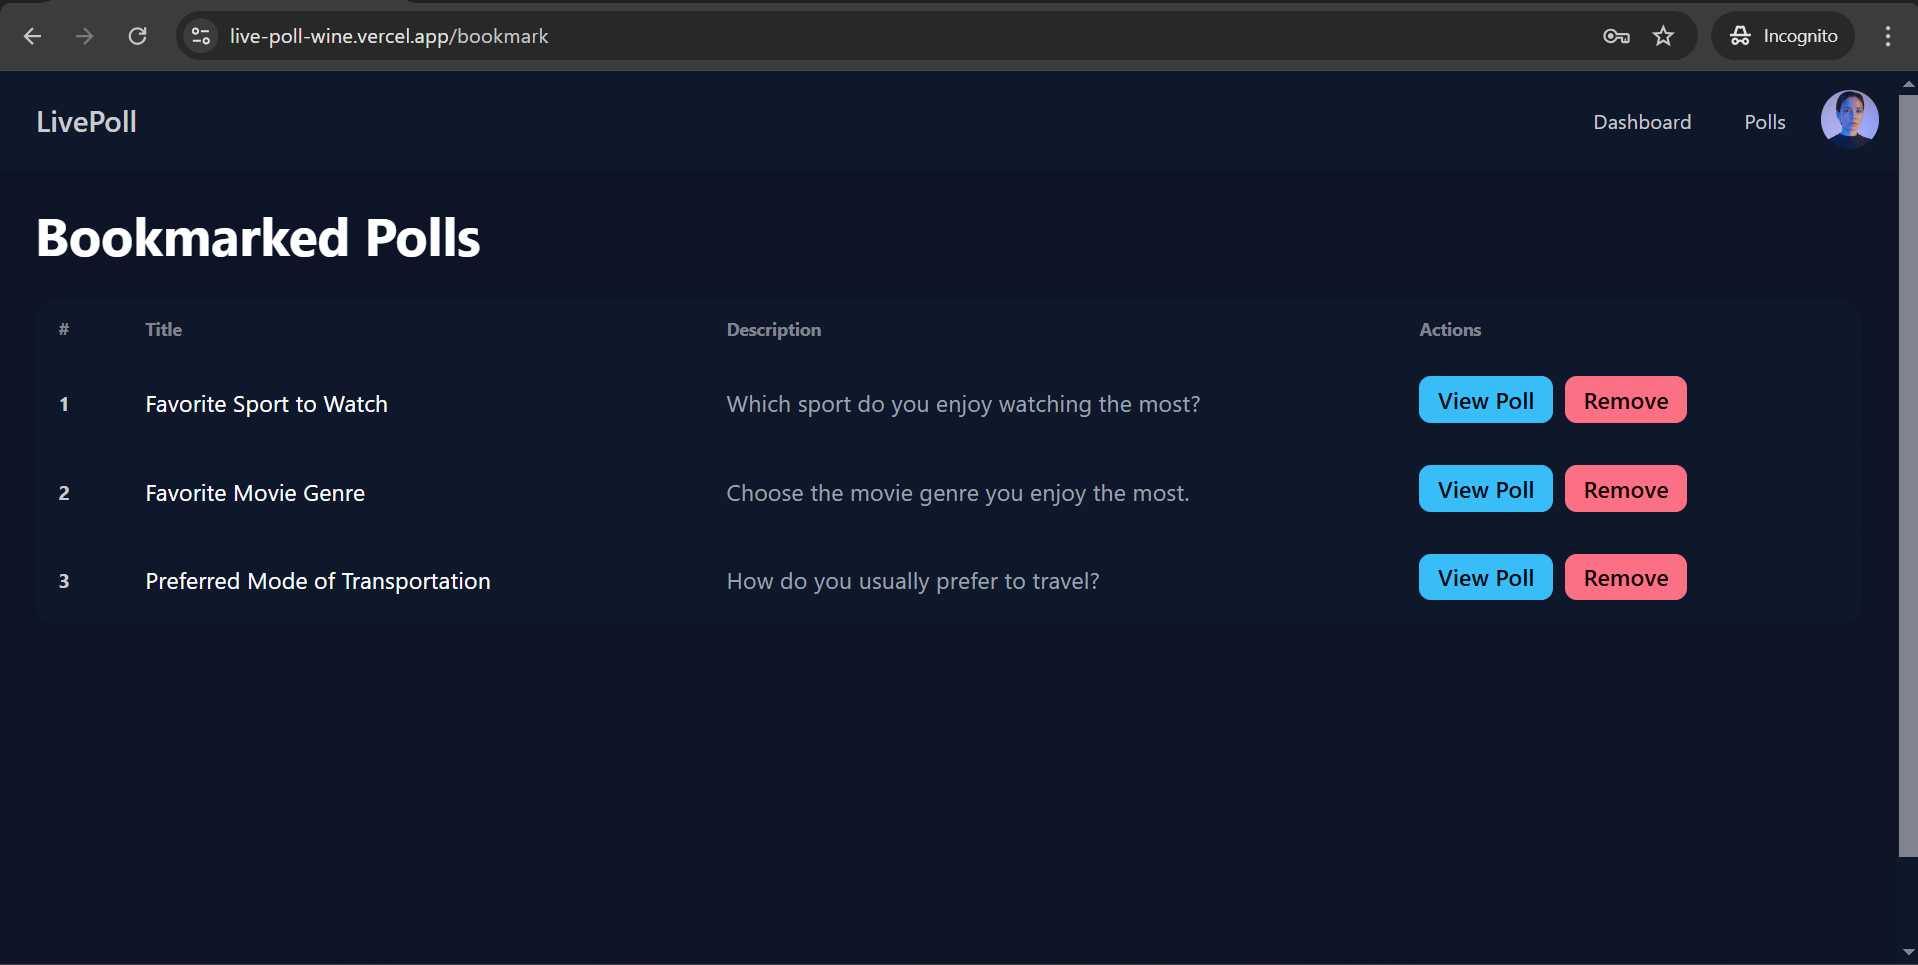 live-poll-wine.vercel.app/bookmark
Incognito
LivePoll
Dashboard
Polls
Bookmarked Polls
# Title Description Actions
1 Favorite Sport to Watch Which sport do you enjoy watching the most? View Poll Remove
2 Favorite Movie Genre Choose the movie genre you enjoy the most. View Poll Remove
3 Preferred Mode of Transportation How do you usually prefer to travel? View Poll Remove